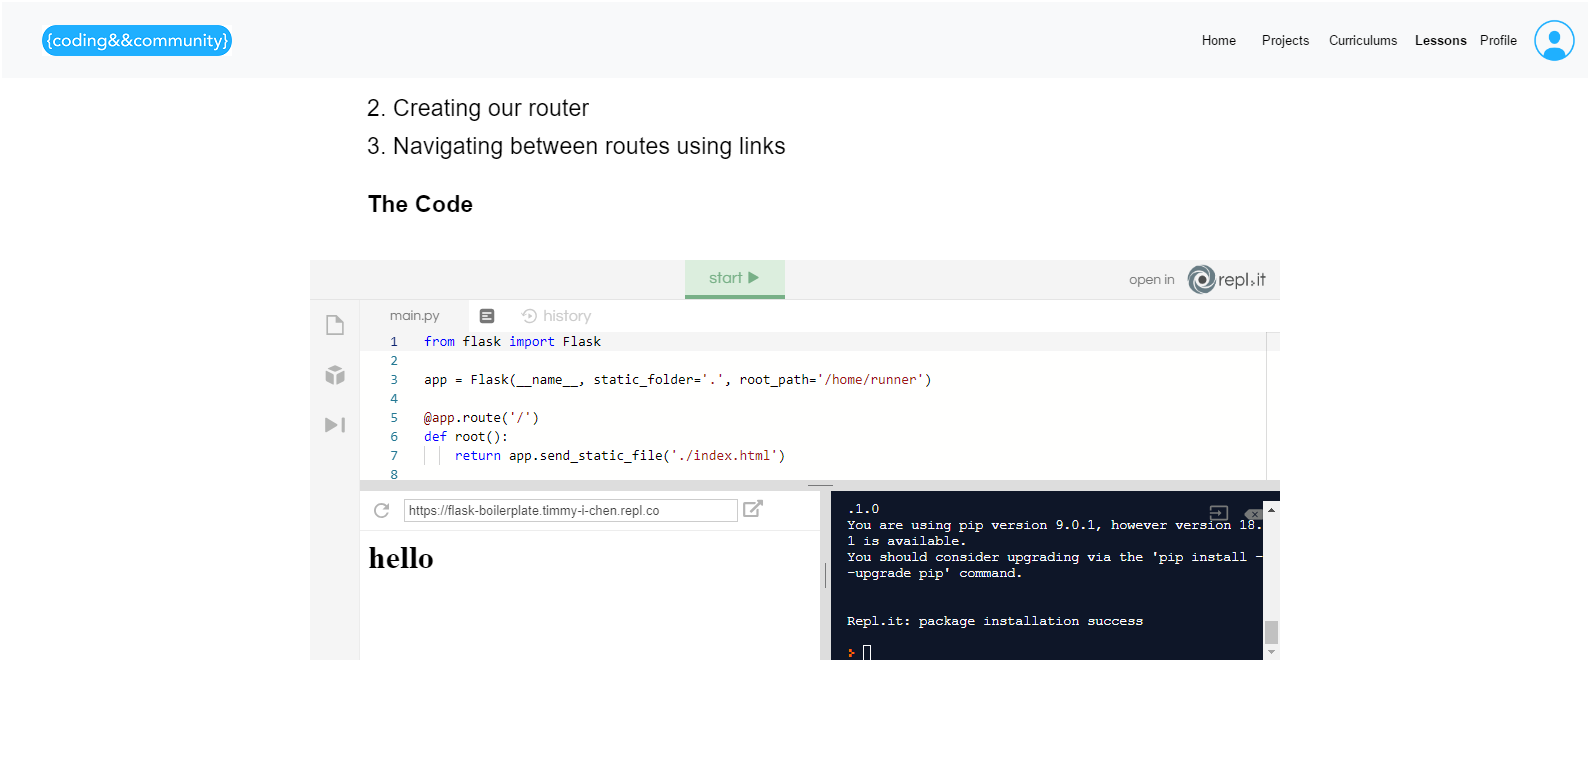 {coding&&community}
Home Projects Curriculums Lessons Profile
2. Creating our router
3. Navigating between routes using links
The Code
start
open in repl.it
main.py
history
1 from flask import Flask
2
3 app = Flask(__name__, static_folder='.', root_path='/home/runner')
4
5 @app.route('/')
6 def root():
7 return app.send_static_file('./index.html')
8
https://flask-boilerplate.timmy-i-chen.repl.co
hello
.1.0
You are using pip version 9.0.1, however version 18.
1 is available.
You should consider upgrading via the 'pip install -
-upgrade pip' command.
Repl.it: package installation success
>